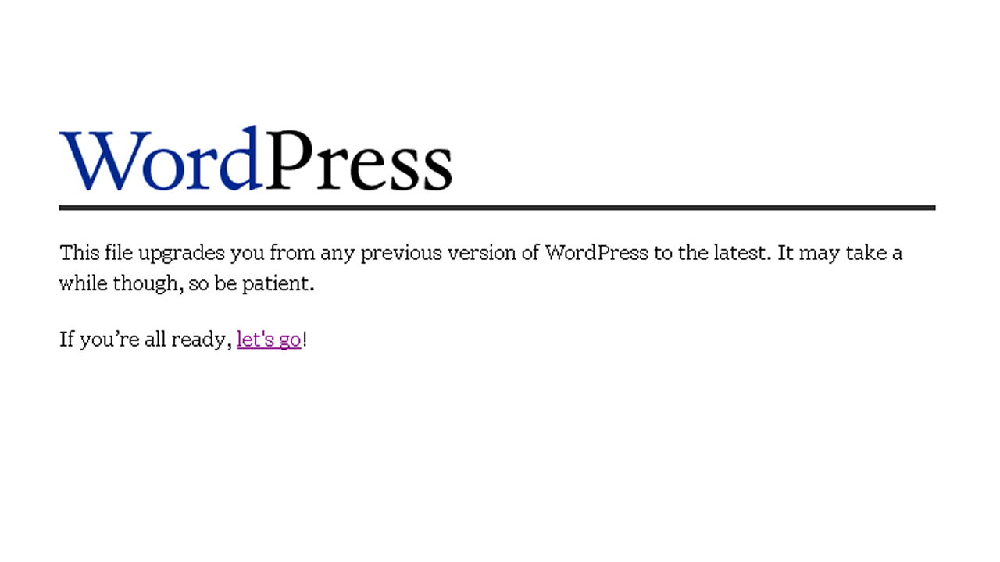 WordPress
This file upgrades you from any previous version of WordPress to the latest. It may take a
while though, so be patient.
If you’re all ready, let's go!